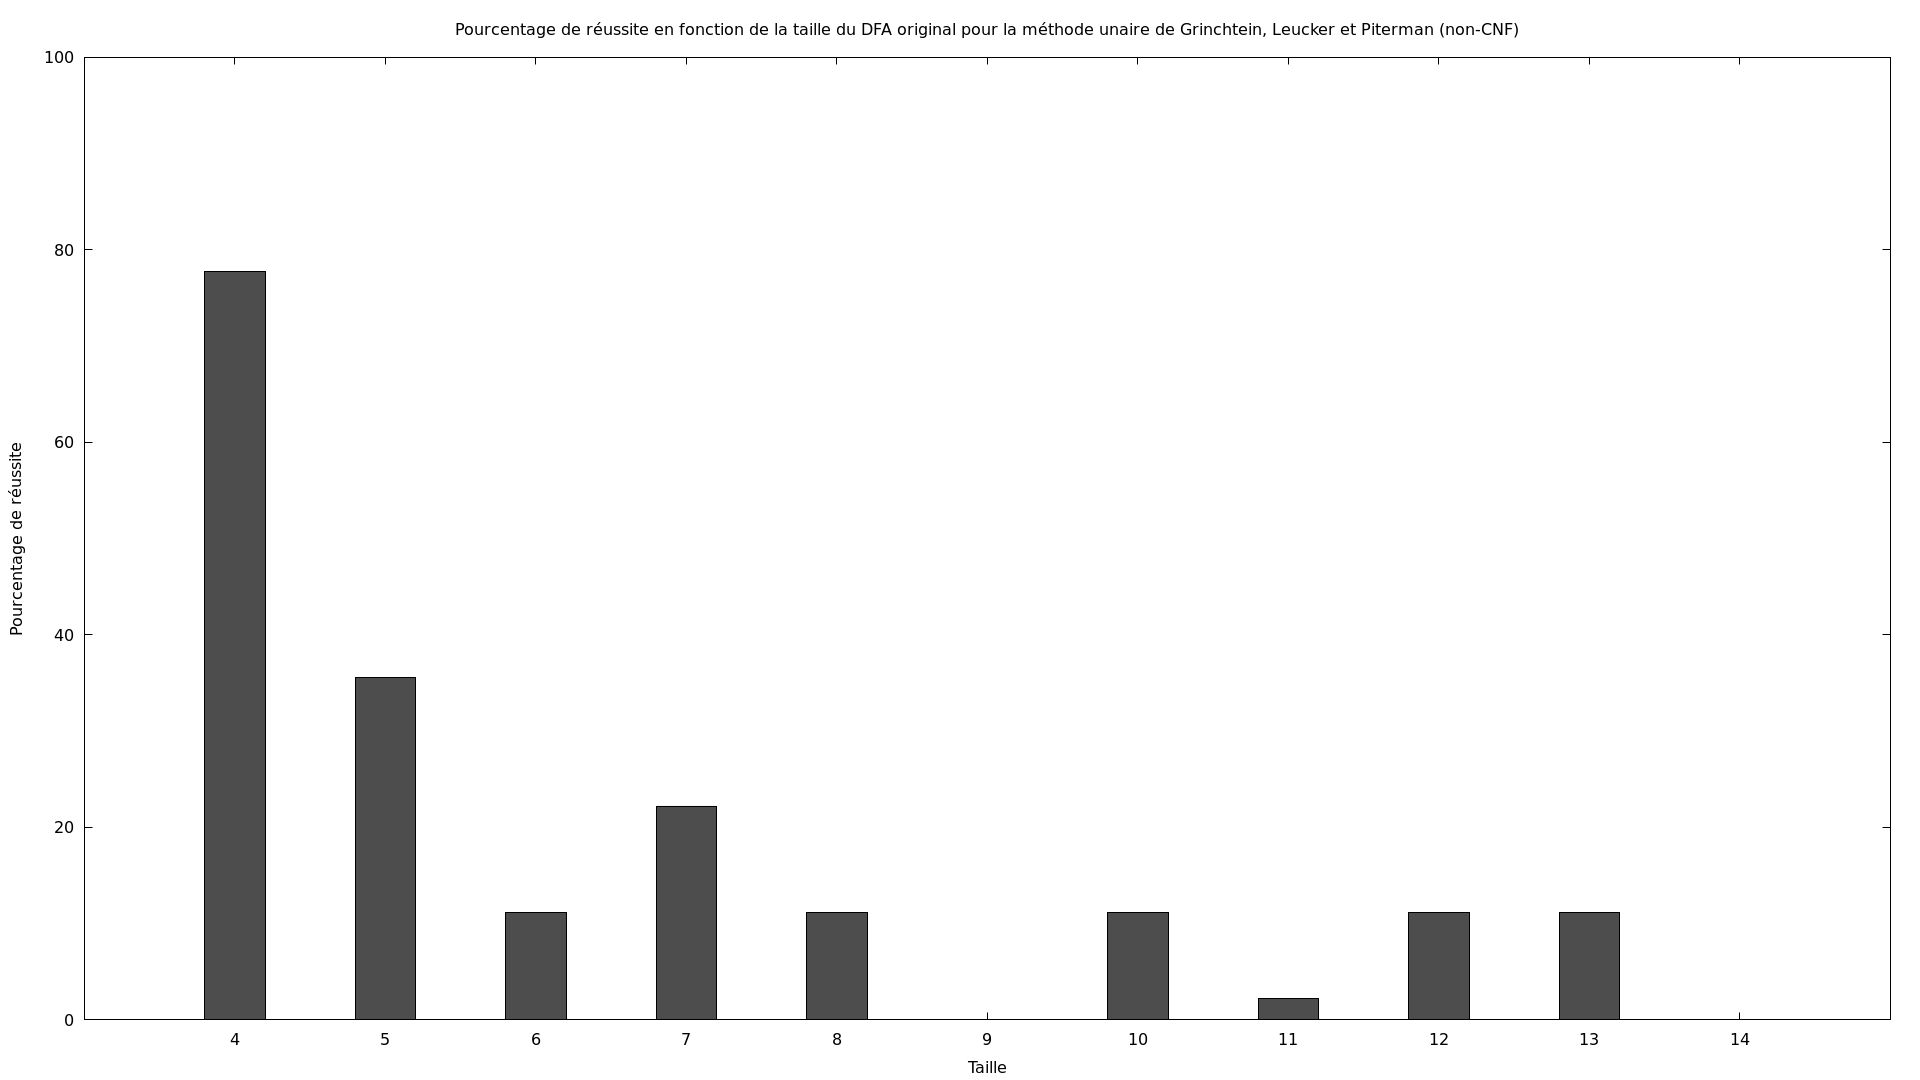 Pourcentage de réussite en fonction de la taille du DFA original pour la méthode unaire de Grinchtein, Leucker et Piterman (non-CNF)
100
80
60
40
20
0
Pourcentage de réussite
4 5 6 7 8 9 10 11 12 13 14
Taille